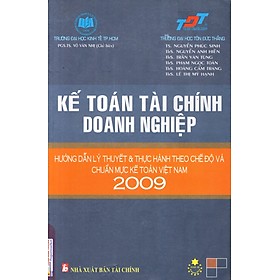 TRƯỜNG ĐẠI HỌC KINH TẾ TP HCM
PGS.TS. VÕ VĂN NHỊ (Chủ biên)
TDT
TRƯỜNG ĐẠI HỌC TÔN ĐỨC THẮNG
TS. NGUYỄN PHÚC SINH
ThS. NGUYỄN ANH HIỀN
ThS. TRẦN VĂN TÙNG
ThS. PHẠM NGỌC TOÀN
ThS. HOÀNG CẨM TRANG
ThS. LÊ THỊ MỸ HẠNH
KẾ TOÁN TÀI CHÍNH
DOANH NGHIỆP
HƯỚNG DẪN LÝ THUYẾT & THỰC HÀNH THEO CHẾ ĐỘ VÀ
CHUẨN MỰC KẾ TOÁN VIỆT NAM
2009
NHÀ XUẤT BẢN TÀI CHÍNH